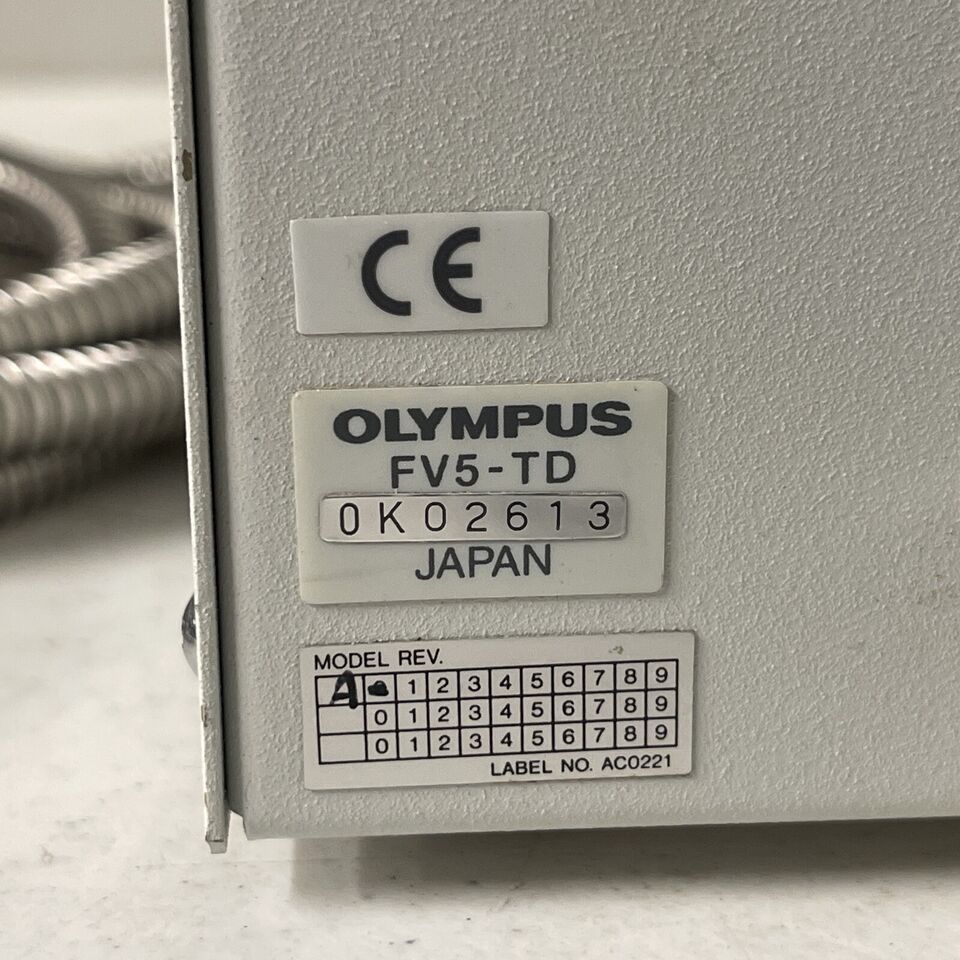 CE
OLYMPUS
FV5-TD
0K02613
JAPAN
MODEL REV.
A 1 2 3 4 5 6 7 8 9
0 1 2 3 4 5 6 7 8 9
0 1 2 3 4 5 6 7 8 9
LABEL NO. AC0221